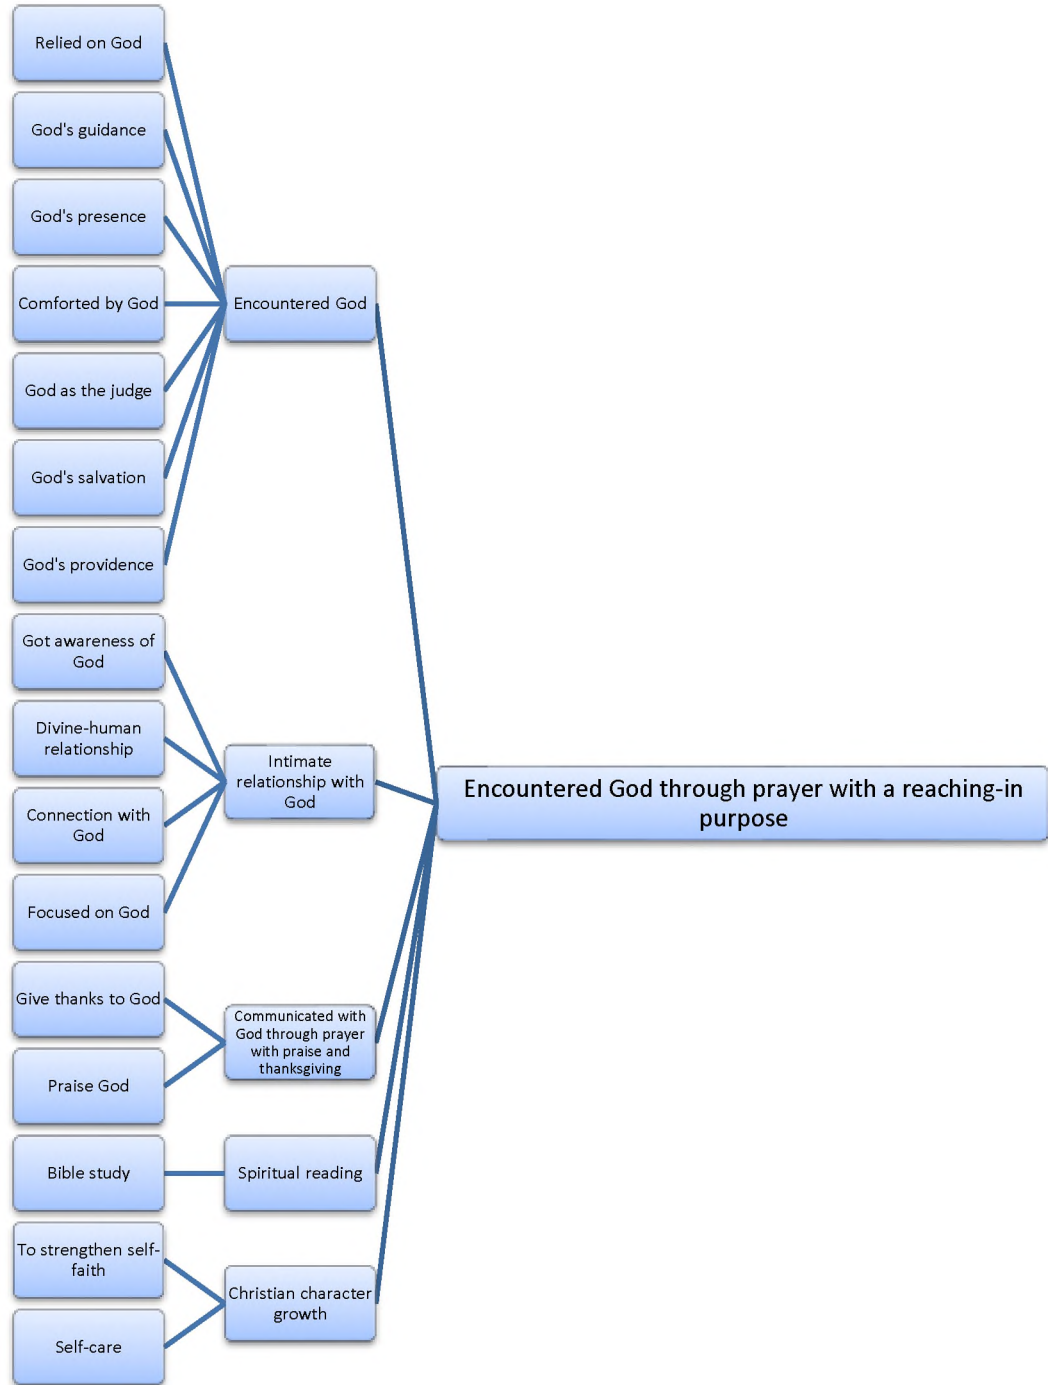 Relied on God
God's guidance
God's presence
Comforted by God
God as the judge
God's salvation
God's providence
Encountered God
Got awareness of
God
Divine-human
relationship
Connection with
God
Focused on God
Intimate
relationship with
God
Give thanks to God
Praise God
Communicated with
God through prayer
with praise and
thanksgiving
Bible study
Spiritual reading
To strengthen self-
faith
Self-care
Christian character
growth
Encountered God through prayer with a reaching-in
purpose